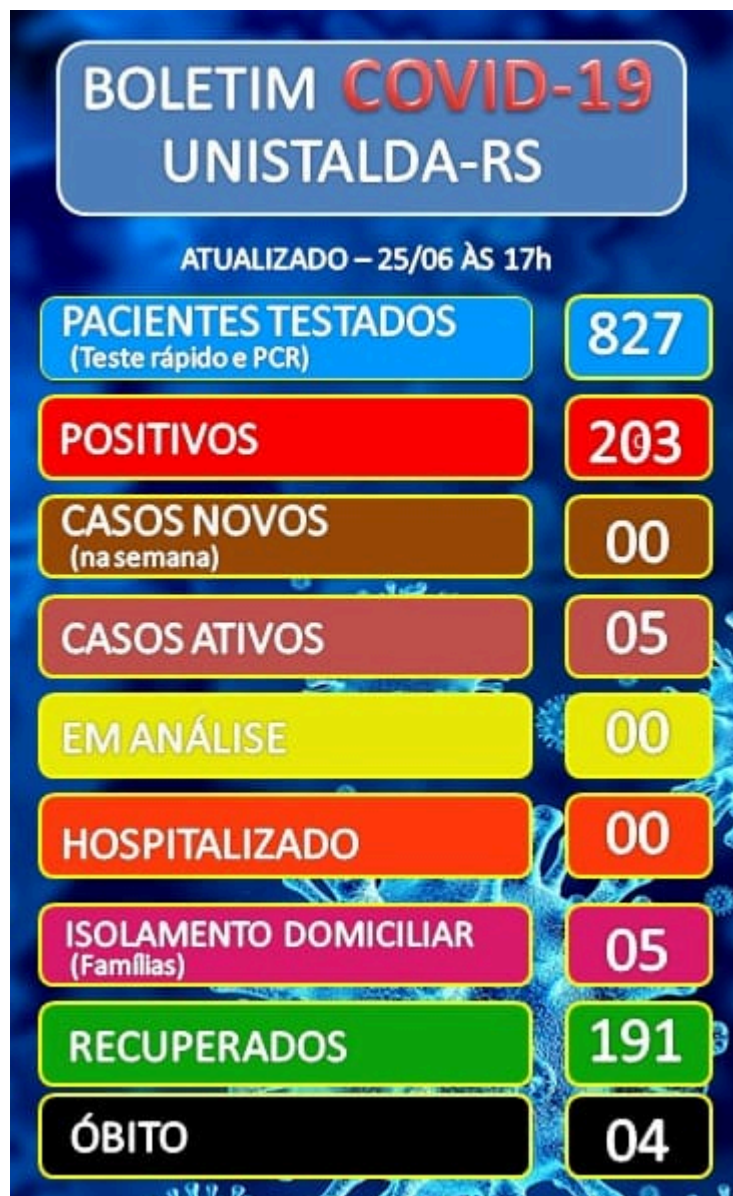 BOLETIM COVID-19
UNISTALDA-RS
ATUALIZADO – 25/06 ÀS 17h
PACIENTES TESTADOS
(Teste rápido e PCR)
827
POSITIVOS
203
CASOS NOVOS
(na semana)
00
CASOS ATIVOS
05
EM ANÁLISE
00
HOSPITALIZADO
00
ISOLAMENTO DOMICILIAR
(Famílias)
05
RECUPERADOS
191
ÓBITO
04